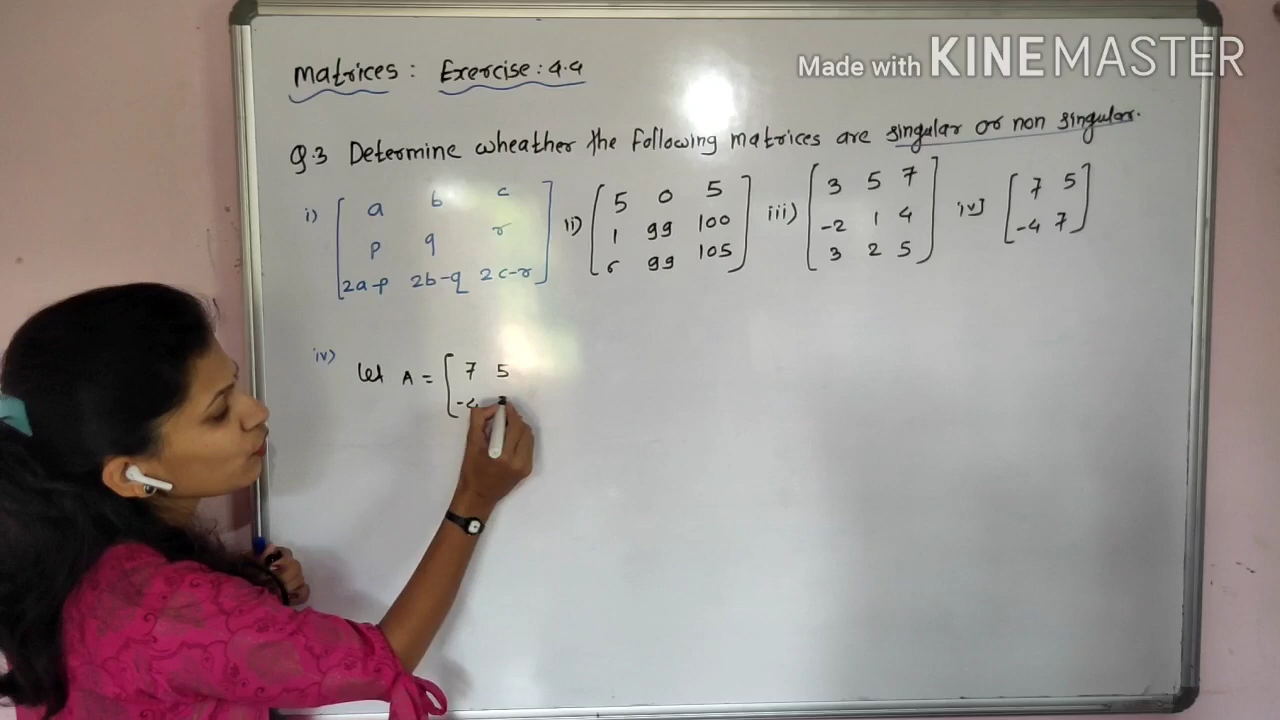 Made with KINEMASTER
Matrices : Exercise : 4.4
Q.3 Determine wheather the following matrices are singular or non singular.
i) [ a b c
p q r
2a-p 2b-q 2c-r ]
ii) [ 5 0 5
1 99 100
6 99 105 ]
iii) [ 3 5 7
-2 1 4
3 2 5 ]
iv] [ 7 5
-4 7 ]
iv) Let A = [ 7 5
-4